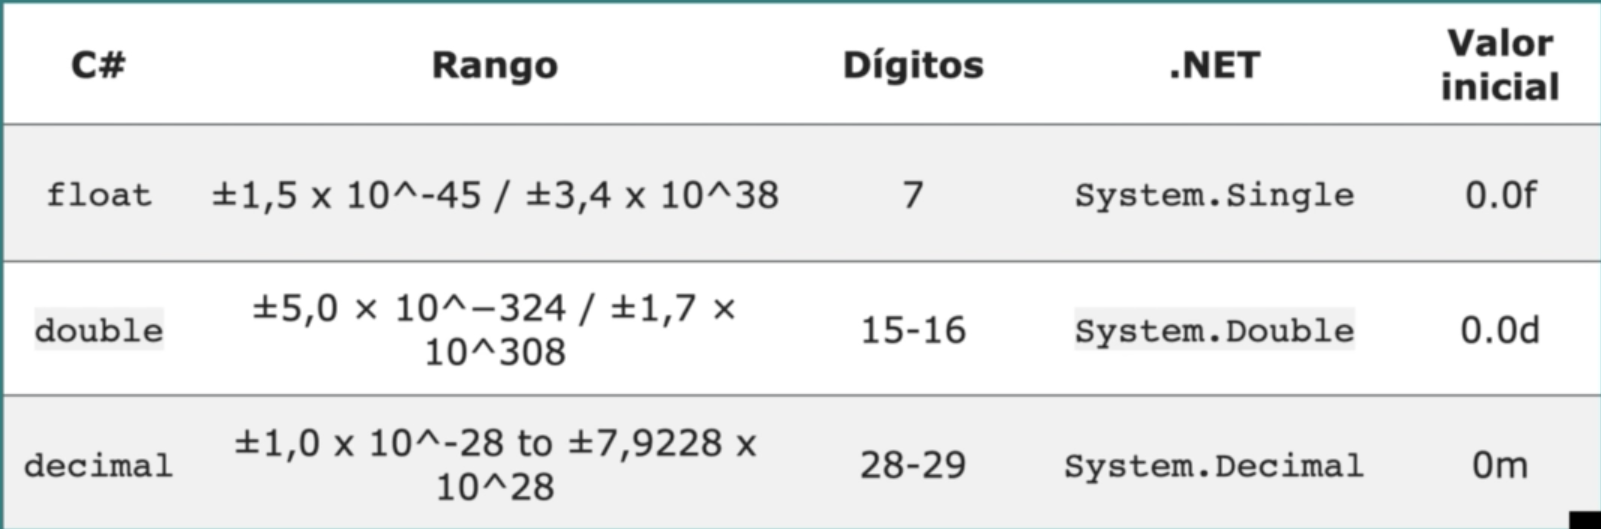 C# Rango Dígitos .NET Valor
inicial
float ±1,5 x 10^-45 / ±3,4 x 10^38 7 System.Single 0.0f
double ±5,0 × 10^−324 / ±1,7 ×
10^308 15-16 System.Double 0.0d
decimal ±1,0 x 10^-28 to ±7,9228 x
10^28 28-29 System.Decimal 0m